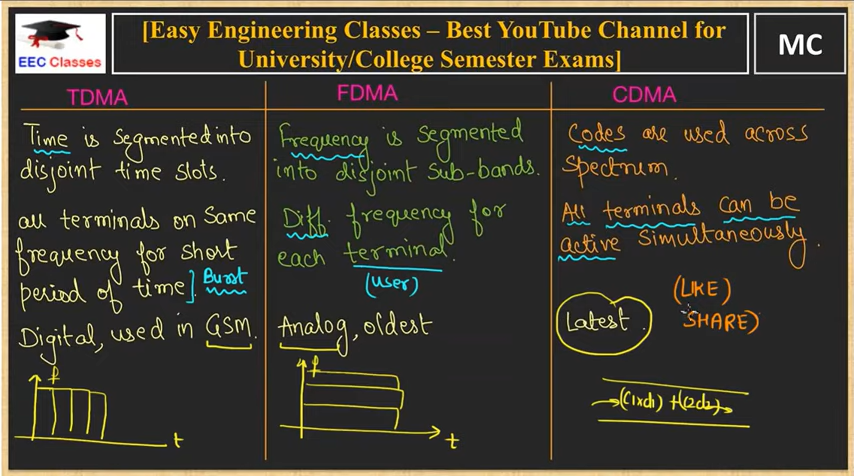 EEC Classes
[Easy Engineering Classes – Best YouTube Channel for
University/College Semester Exams]
MC
TDMA
Time is segmented into
disjoint time slots.
all terminals on same
frequency for short
period of time]. Burst
Digital, used in GSM.
f
t
FDMA
Frequency is segmented
into disjoint sub-bands.
Diff. frequency for
each terminal.
(user)
Analog, oldest
f
t
CDMA
Codes are used across
spectrum.
All terminals can be
active simultaneously.
(LIKE)
SHARE)
Latest.